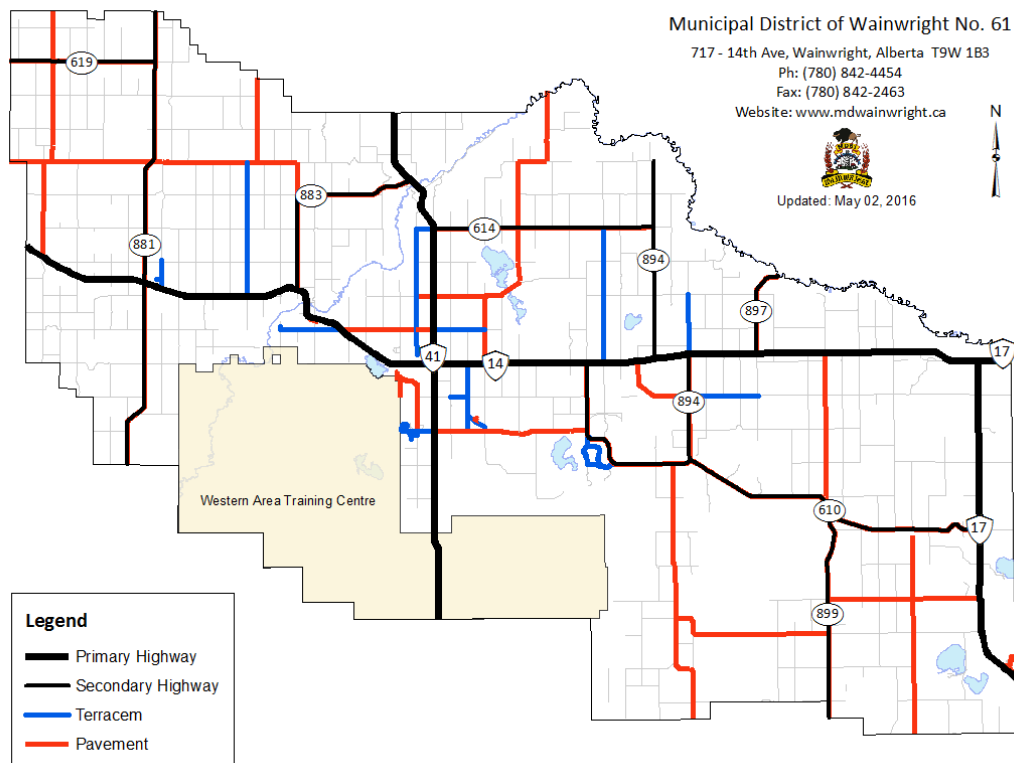 Municipal District of Wainwright No. 61
717 - 14th Ave, Wainwright, Alberta  T9W 1B3
Ph: (780) 842-4454
Fax: (780) 842-2463
Website: www.mdwainwright.ca
N
Updated: May 02, 2016
619
883
881
614
894
897
41
14
17
894
Western Area Training Centre
610
17
899
Legend
Primary Highway
Secondary Highway
Terracem
Pavement